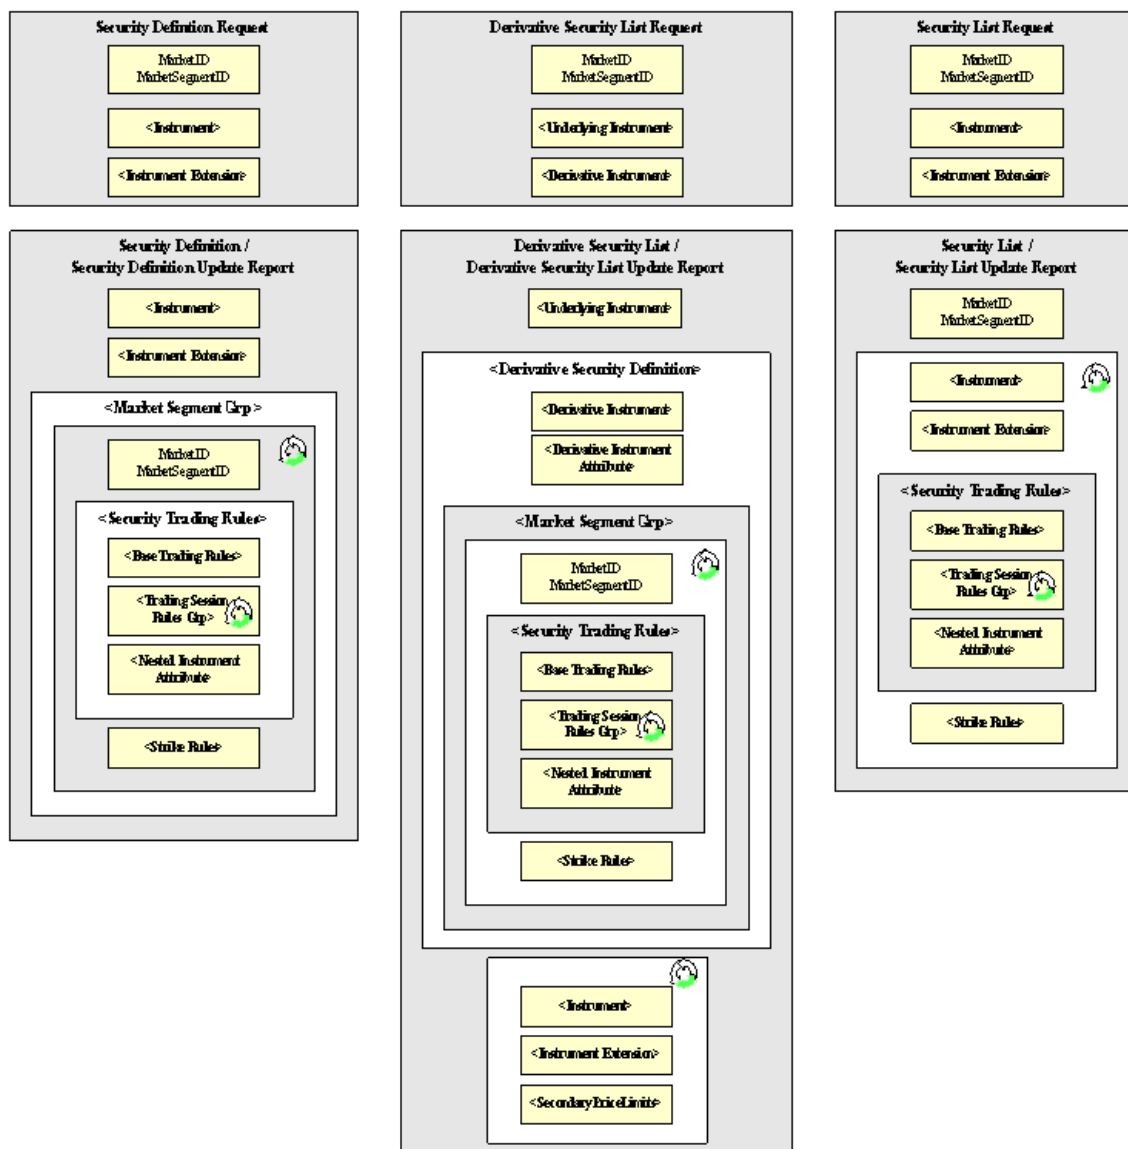 Security Definition Request
MarketID
MarketSegmentID
<Instrument>
<Instrument Extension>
Derivative Security List Request
MarketID
MarketSegmentID
<Underlying Instrument>
<Derivative Instrument>
Security List Request
MarketID
MarketSegmentID
<Instrument>
<Instrument Extension>
Security Definition /
Security Definition Update Report
<Instrument>
<Instrument Extension>
<Market Segment Grp>
MarketID
MarketSegmentID
<Security Trading Rules>
<Base Trading Rules>
<Trading Session
Rules Grp>
<Nested Instrument
Attribute>
<Strike Rules>
Derivative Security List /
Derivative Security List Update Report
<Underlying Instrument>
<Derivative Security Definition>
<Derivative Instrument>
<Derivative Instrument
Attribute>
<Market Segment Grp>
MarketID
MarketSegmentID
<Security Trading Rules>
<Base Trading Rules>
<Trading Session
Rules Grp>
<Nested Instrument
Attribute>
<Strike Rules>
<Instrument>
<Instrument Extension>
<SecondaryPriceLimits>
Security List /
Security List Update Report
MarketID
MarketSegmentID
<Instrument>
<Instrument Extension>
<Security Trading Rules>
<Base Trading Rules>
<Trading Session
Rules Grp>
<Nested Instrument
Attribute>
<Strike Rules>